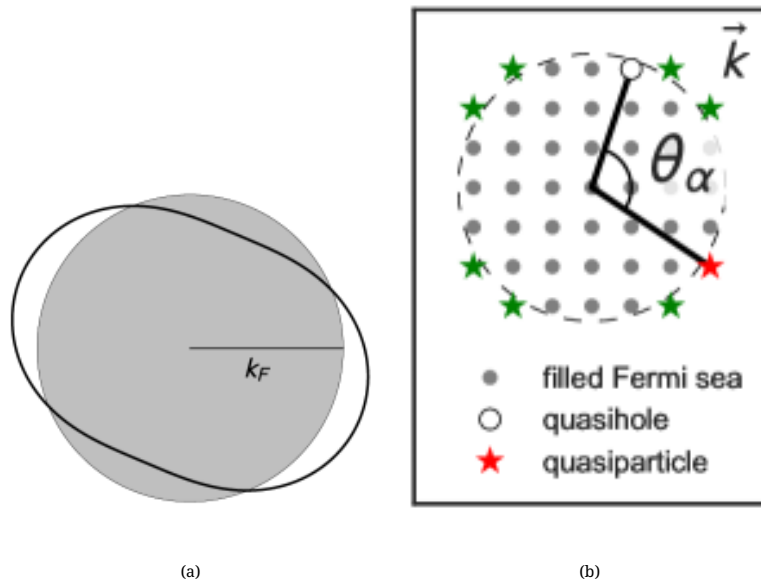 k_F
(a)
→
k
θ_α
filled Fermi sea
quasihole
quasiparticle
(b)